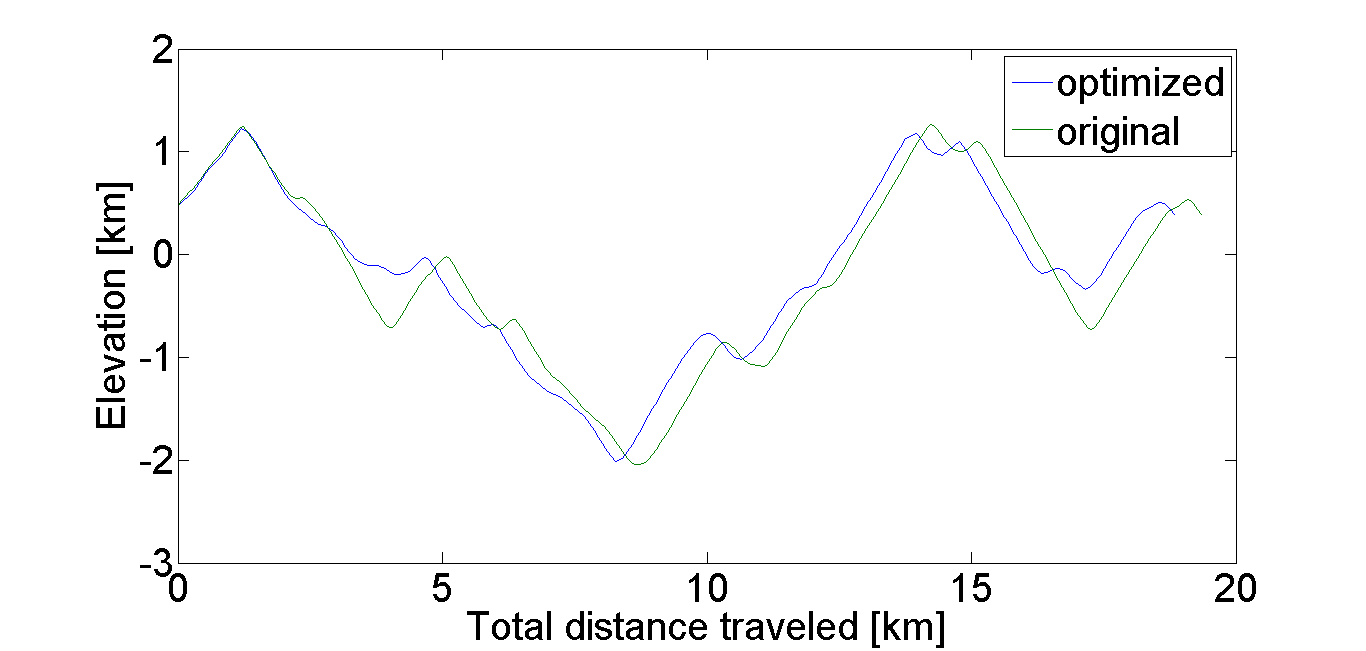 2
1
0
-1
-2
-3
Elevation [km]
optimized
original
0 5 10 15 20
Total distance traveled [km]